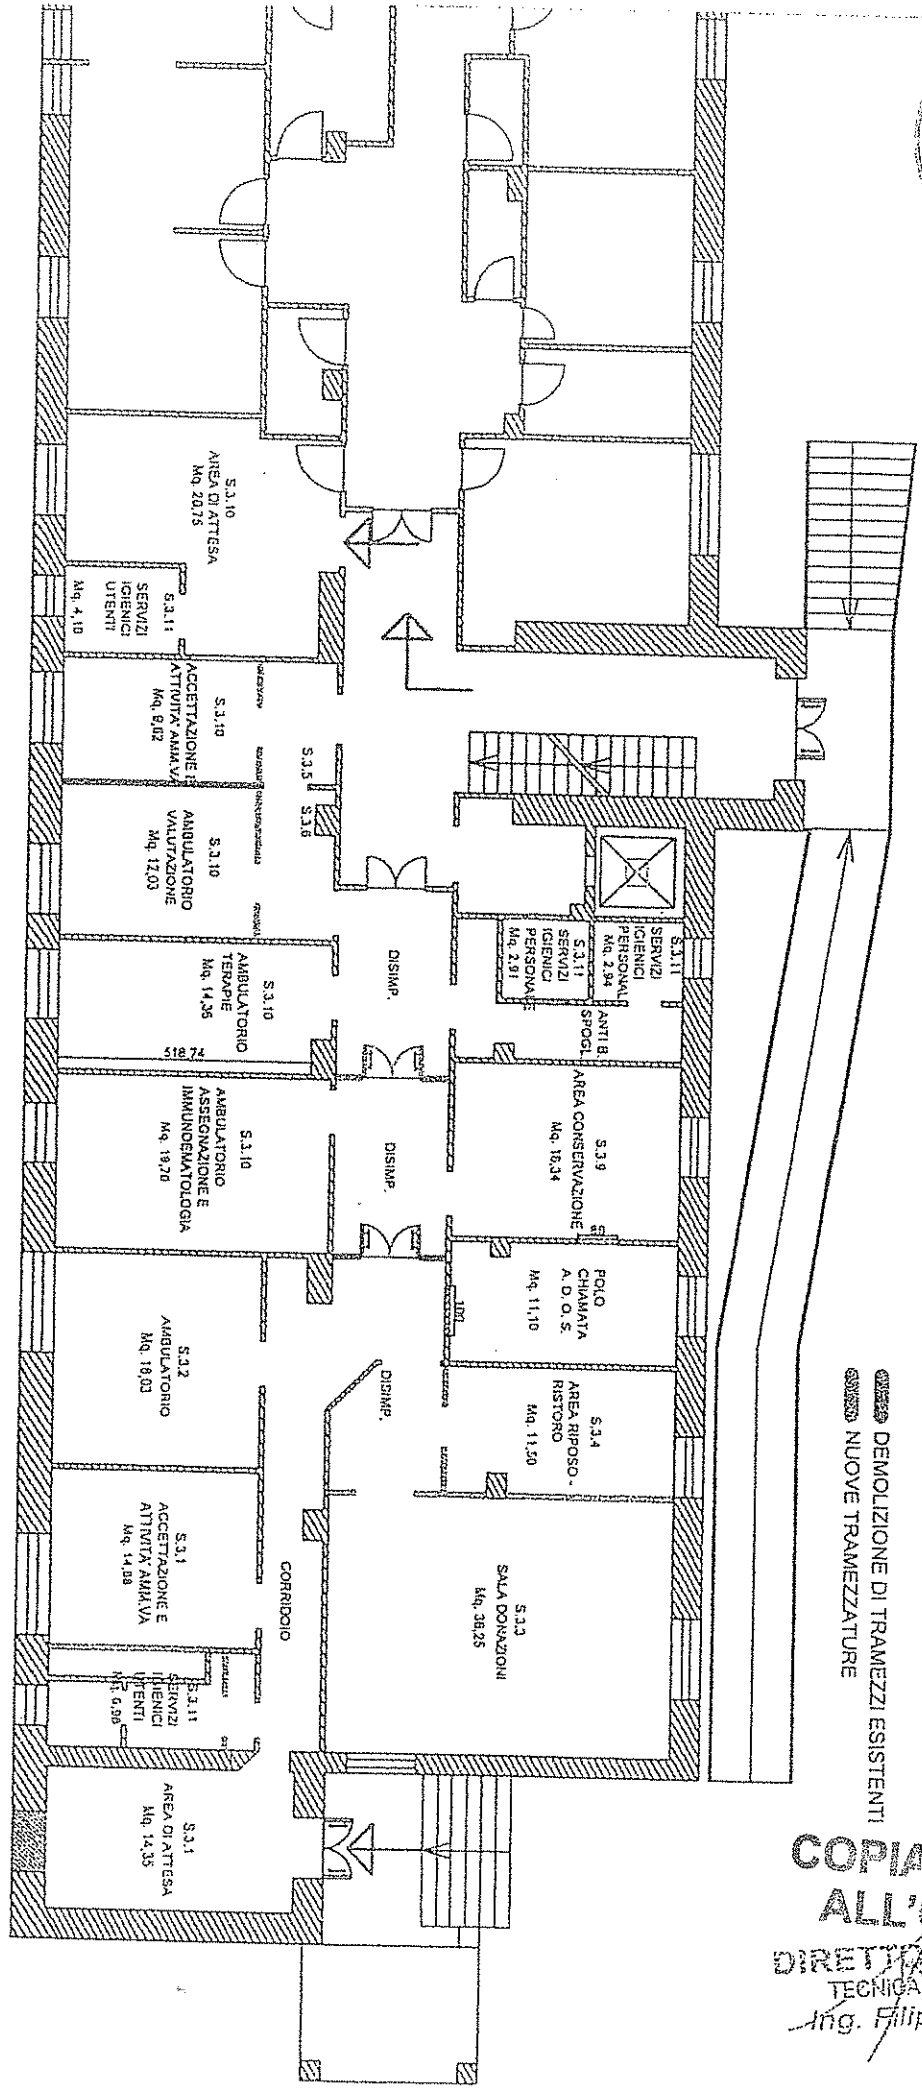 DEMOLIZIONE DI TRAMEZZI ESISTENTI
NUOVE TRAMEZZATURE
S.3.10
AREA DI ATTESA
Mq. 20,75
S.3.11
SERVIZI
IGIENICI
UTENTI
Mq. 4,10
S.3.10
ACCETTAZIONE E
ATTIVITA' AMM.VA
Mq. 9,02
S.3.5
S.3.6
S.3.10
AMBULATORIO
VALUTAZIONE
Mq. 12,03
S.3.10
AMBULATORIO
TERAPIE
Mq. 14,36
518,74
DISIMP.
S.3.11
SERVIZI
IGIENICI
PERSONALE
Mq. 2,94
S.3.11
SERVIZI
IGIENICI
PERSONALE
Mq. 2,91
ANTI B.
SPOGL.
S.3.10
AMBULATORIO
ASSEGNAZIONE E
IMMUNOEMATOLOGIA
Mq. 19,70
DISIMP.
S.3.9
AREA CONSERVAZIONE
Mq. 16,34
POLO
CHIAMATA
A. D. O. S.
Mq. 11,10
100
S.3.2
AMBULATORIO
Mq. 18,03
DISIMP.
S.3.4
AREA RIPOSO -
RISTORO
Mq. 11,50
S.3.1
ACCETTAZIONE E
ATTIVITA' AMM.VA
Mq. 14,88
CORRIDOIO
S.3.3
SALA DONAZIONI
Mq. 36,25
S.3.11
SERVIZI
IGIENICI
UTENTI
Mq. 6,96
S.3.1
AREA DI ATTESA
Mq. 14,35
COPIA
ALL'
TECNICA
Ing.